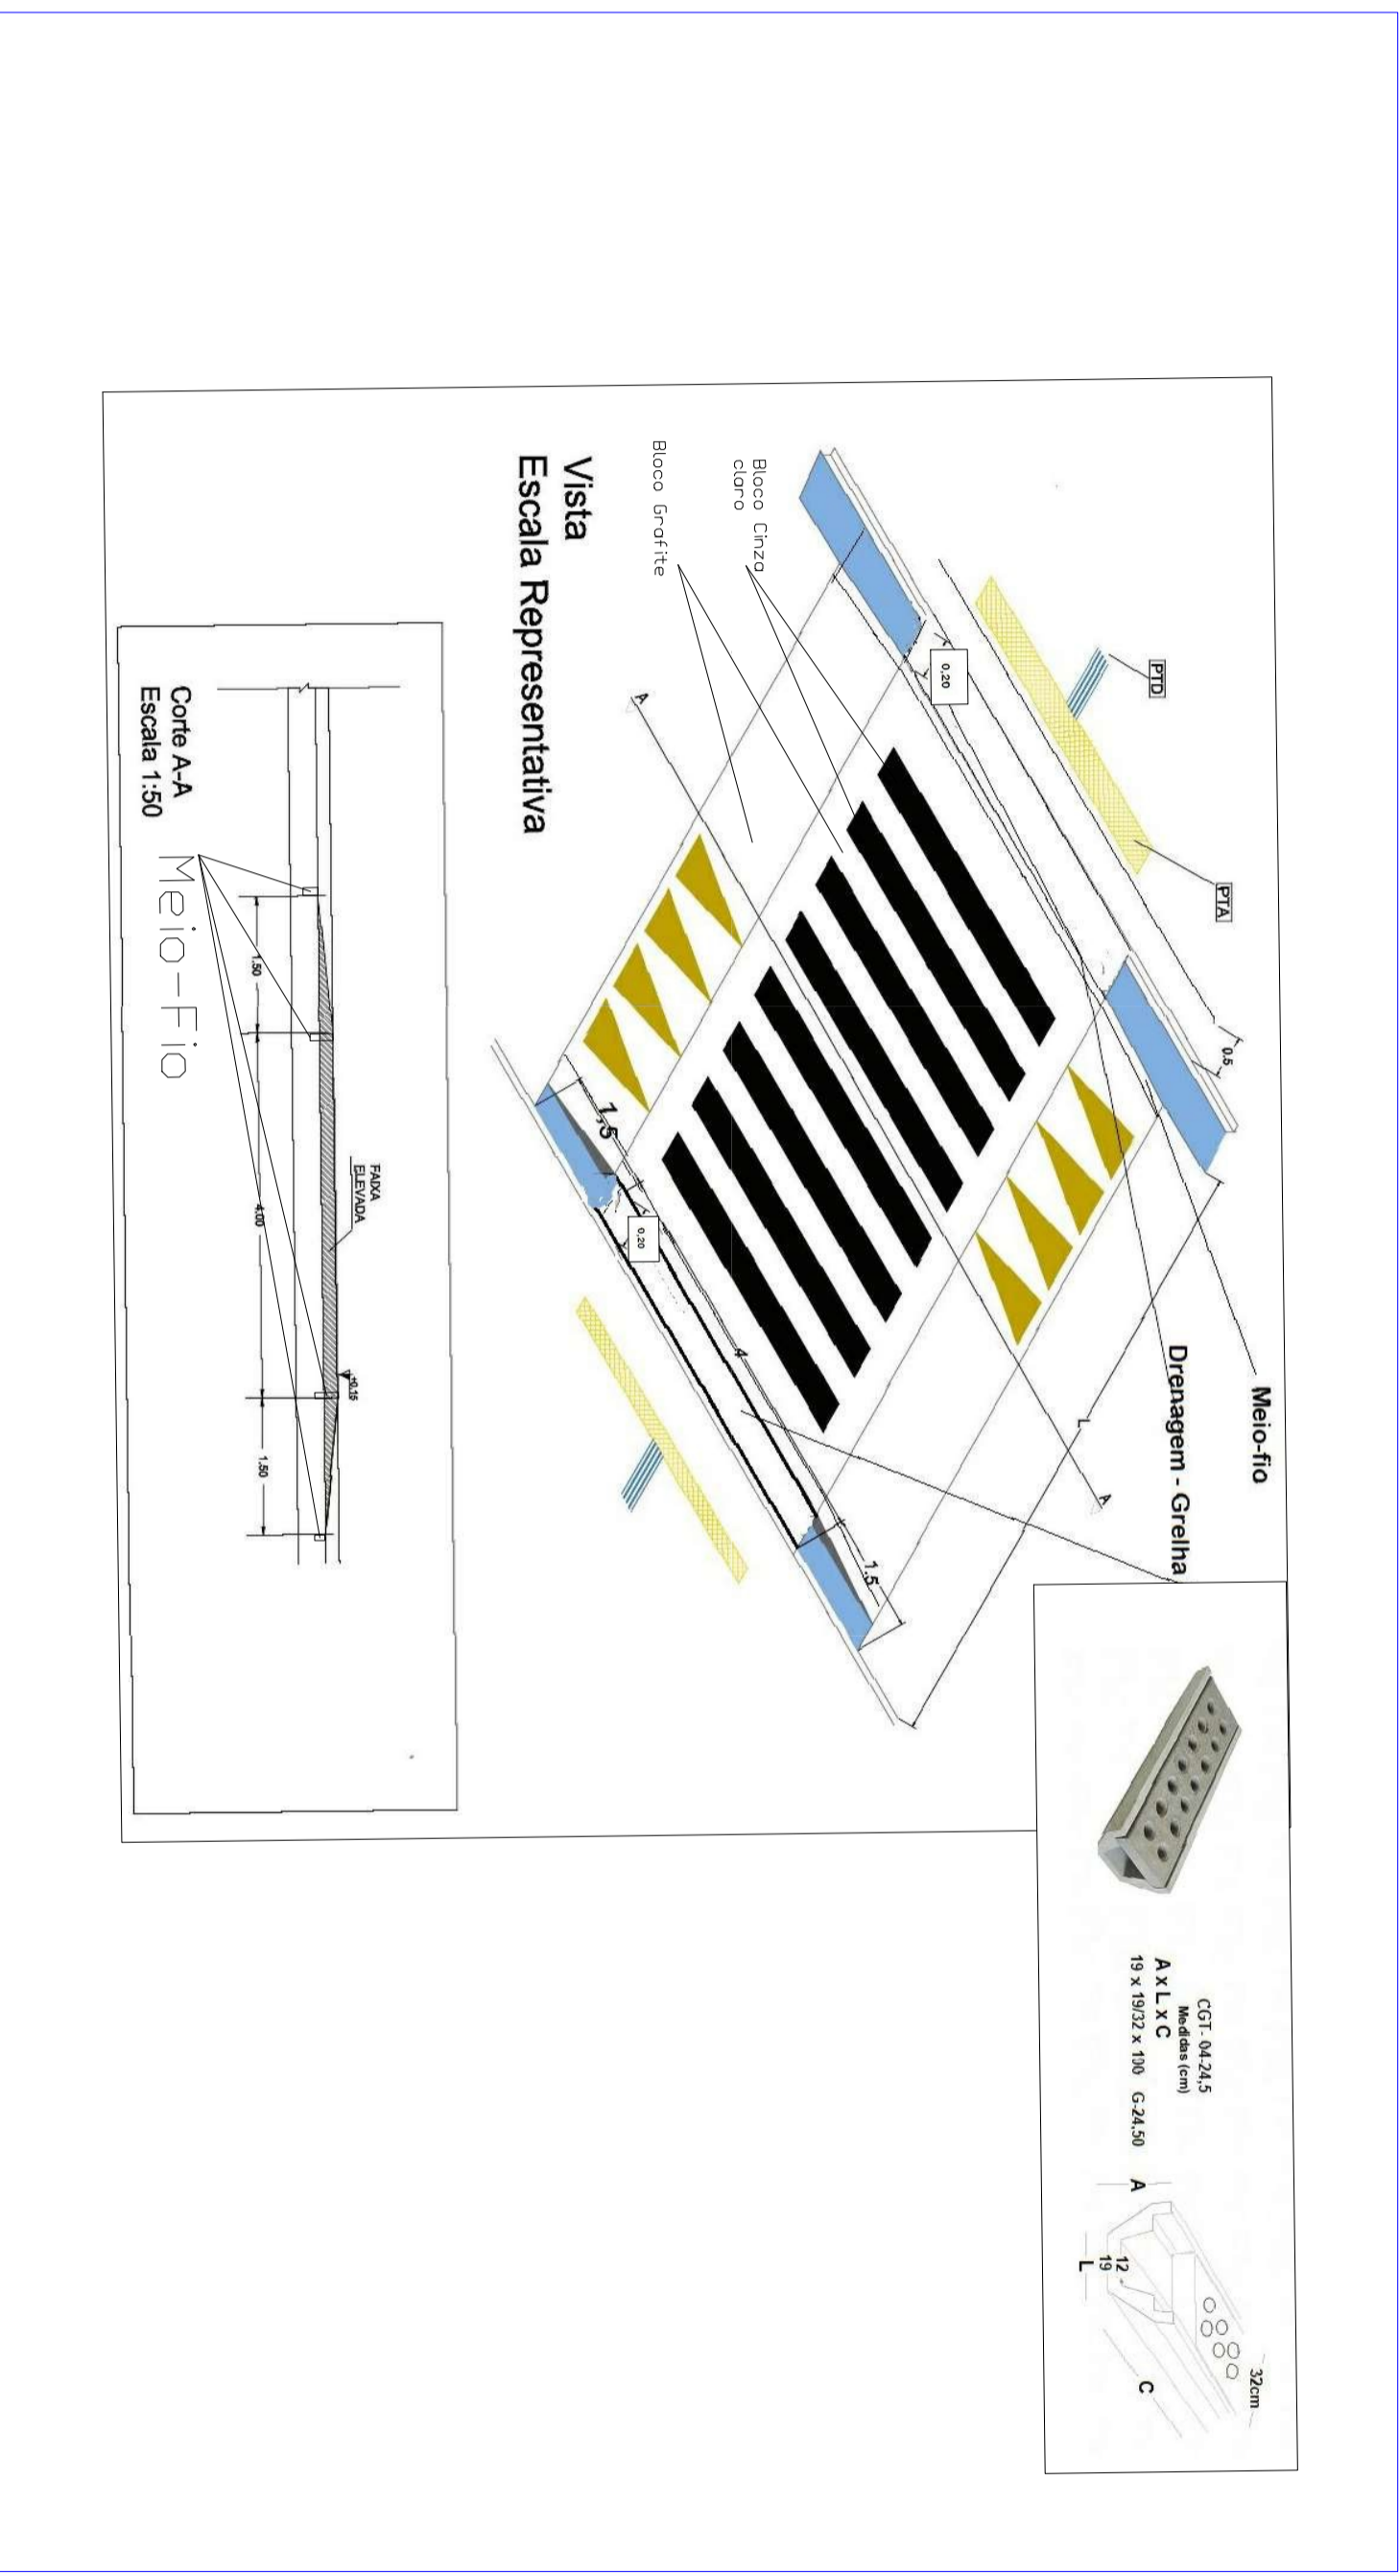 PTD
PTA
0,20
0.5
Meio-fio
Drenagem - Grelha
Bloco Cinza
claro
Bloco Grafite
A
A
L
1,5
4
1.5
0,20
Vista
Escala Representativa
FAIXA
ELEVADA
+0.15
1.50
4.00
1.50
Corte A-A
Escala 1:50
Meio-Fio
CGT- 04-24,5
Medidas (cm)
A x L x C
19 x 19/32 x 100 G-24,50
A
12
19
L
32cm
C